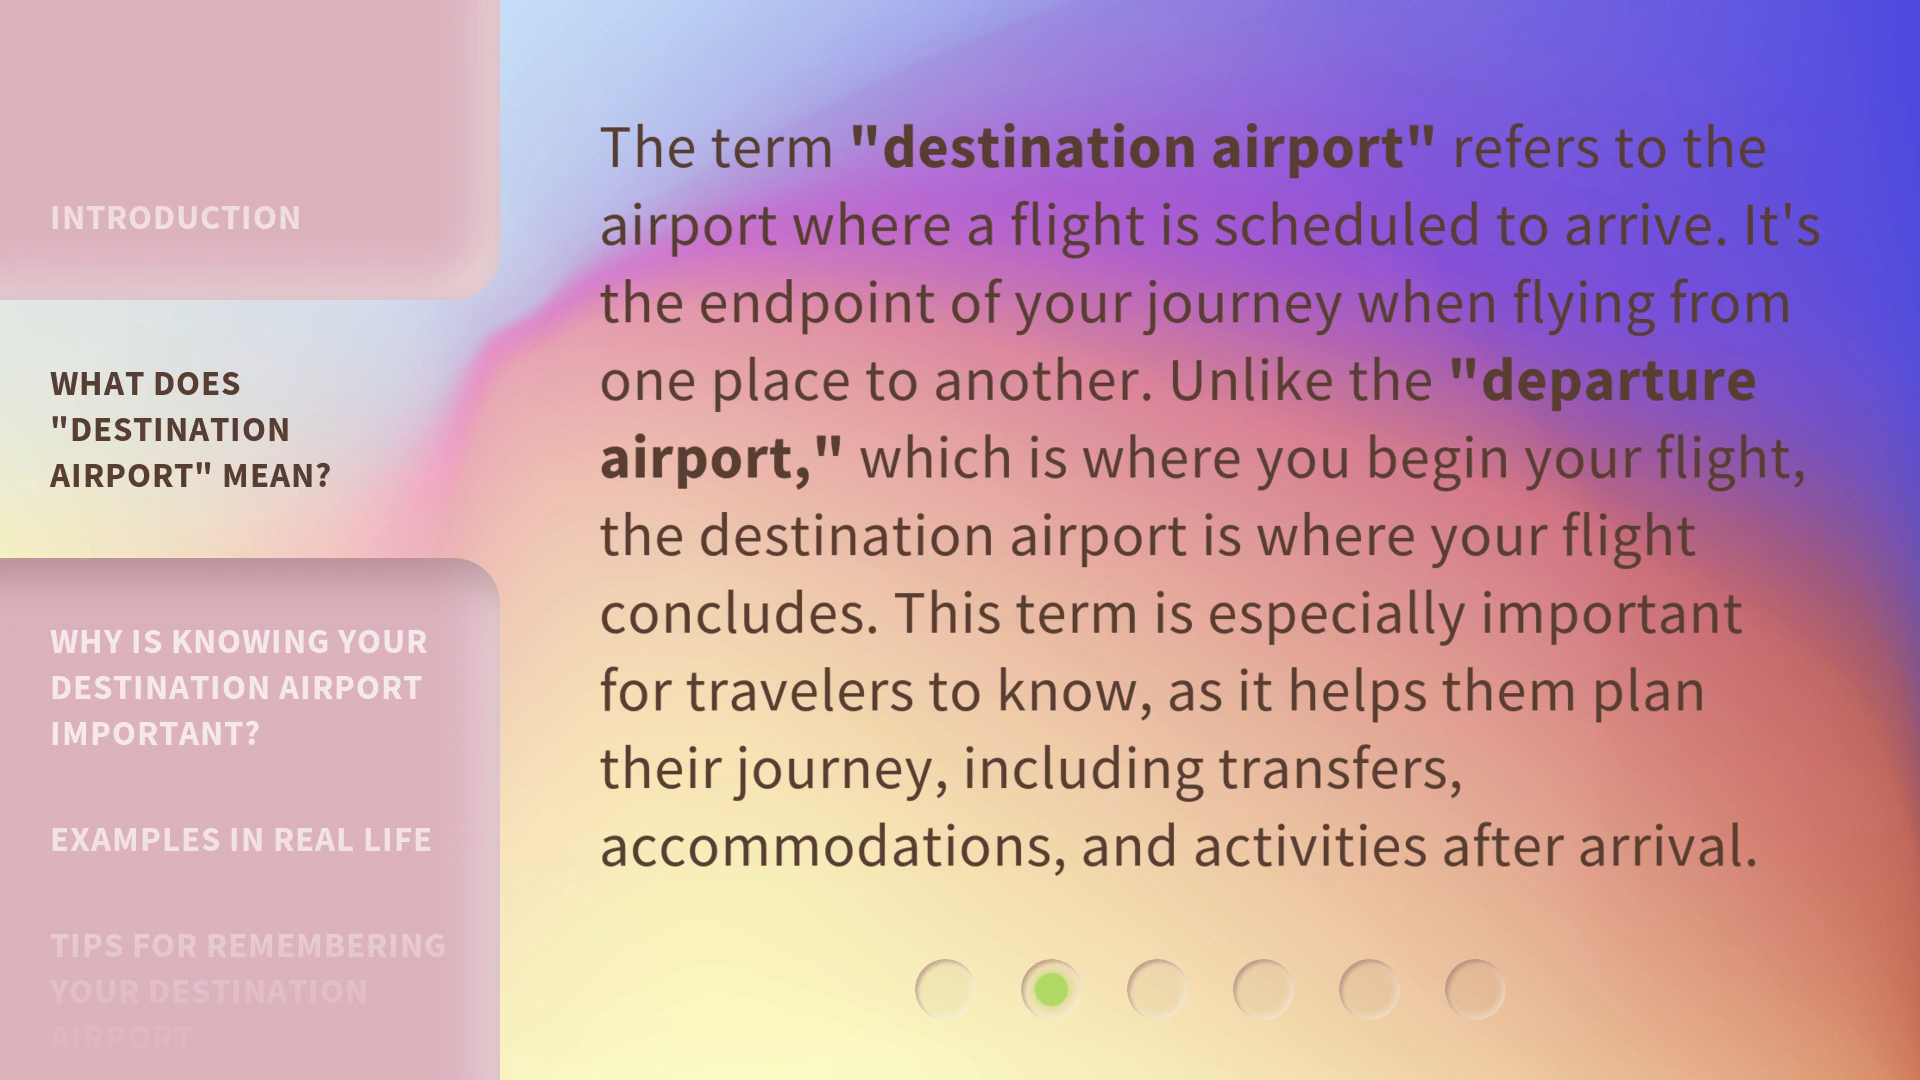 INTRODUCTION
WHAT DOES
"DESTINATION
AIRPORT" MEAN?
WHY IS KNOWING YOUR
DESTINATION AIRPORT
IMPORTANT?
EXAMPLES IN REAL LIFE
TIPS FOR REMEMBERING
YOUR DESTINATION
AIRPORT
The term "destination airport" refers to the
airport where a flight is scheduled to arrive. It's
the endpoint of your journey when flying from
one place to another. Unlike the "departure
airport," which is where you begin your flight,
the destination airport is where your flight
concludes. This term is especially important
for travelers to know, as it helps them plan
their journey, including transfers,
accommodations, and activities after arrival.